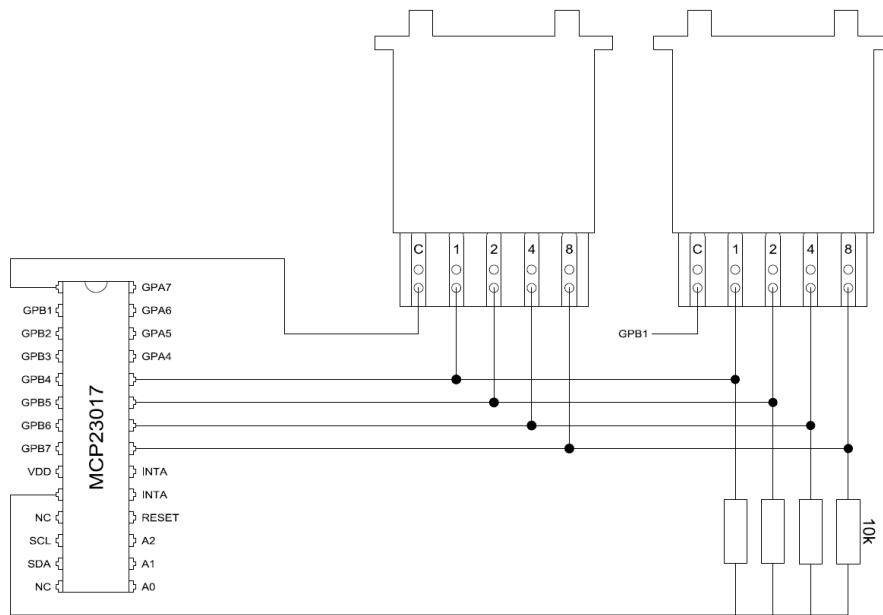 C 1 2 4 8
C 1 2 4 8
GPA7
GPB1 GPA6
GPB2 GPA5
GPB3 GPA4
GPB1
GPB4
GPB5
GPB6
GPB7
MCP23017
VDD INTA
INTA
NC RESET
SCL A2
SDA A1
NC A0
10k